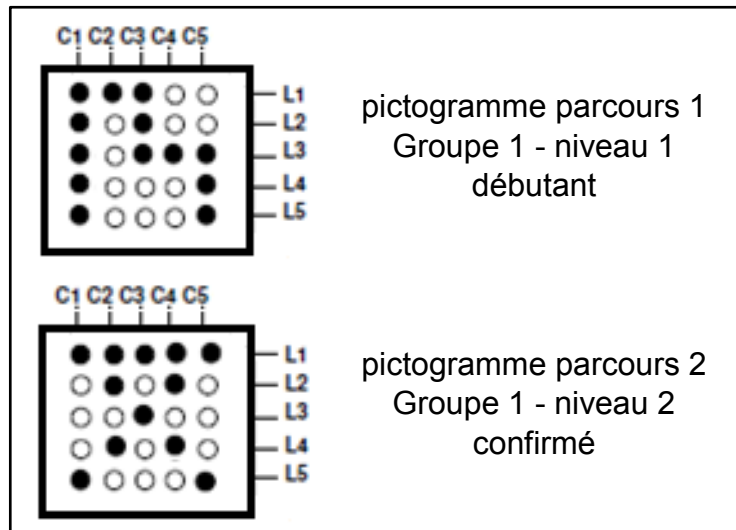 C1 C2 C3 C4 C5
L1
L2
L3
L4
L5
pictogramme parcours 1
Groupe 1 - niveau 1
débutant
C1 C2 C3 C4 C5
L1
L2
L3
L4
L5
pictogramme parcours 2
Groupe 1 - niveau 2
confirmé